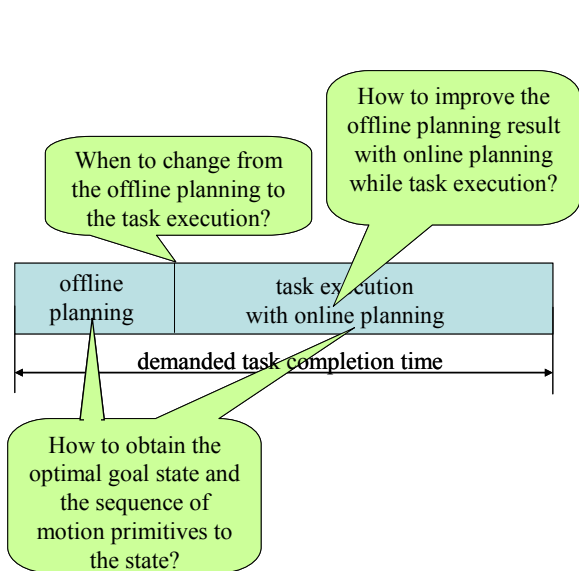 How to improve the
offline planning result
with online planning
while task execution?
When to change from
the offline planning to
the task execution?
offline
planning
task execution
with online planning
demanded task completion time
How to obtain the
optimal goal state and
the sequence of
motion primitives to
the state?